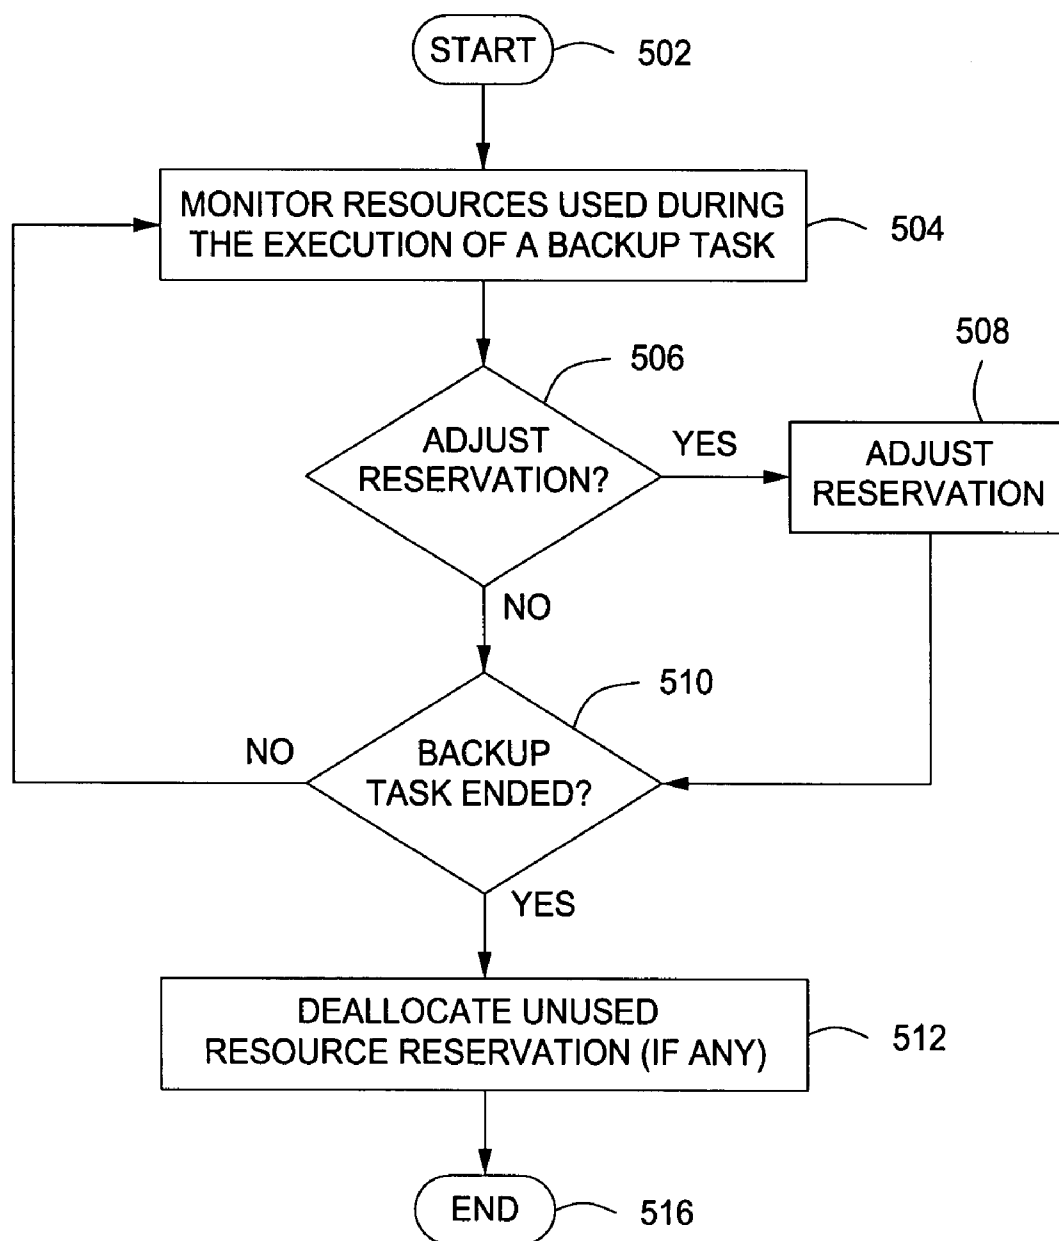 START
502
MONITOR RESOURCES USED DURING
THE EXECUTION OF A BACKUP TASK
504
506
508
ADJUST
RESERVATION?
YES
ADJUST
RESERVATION
NO
510
NO
BACKUP
TASK ENDED?
YES
DEALLOCATE UNUSED
RESOURCE RESERVATION (IF ANY)
512
END
516